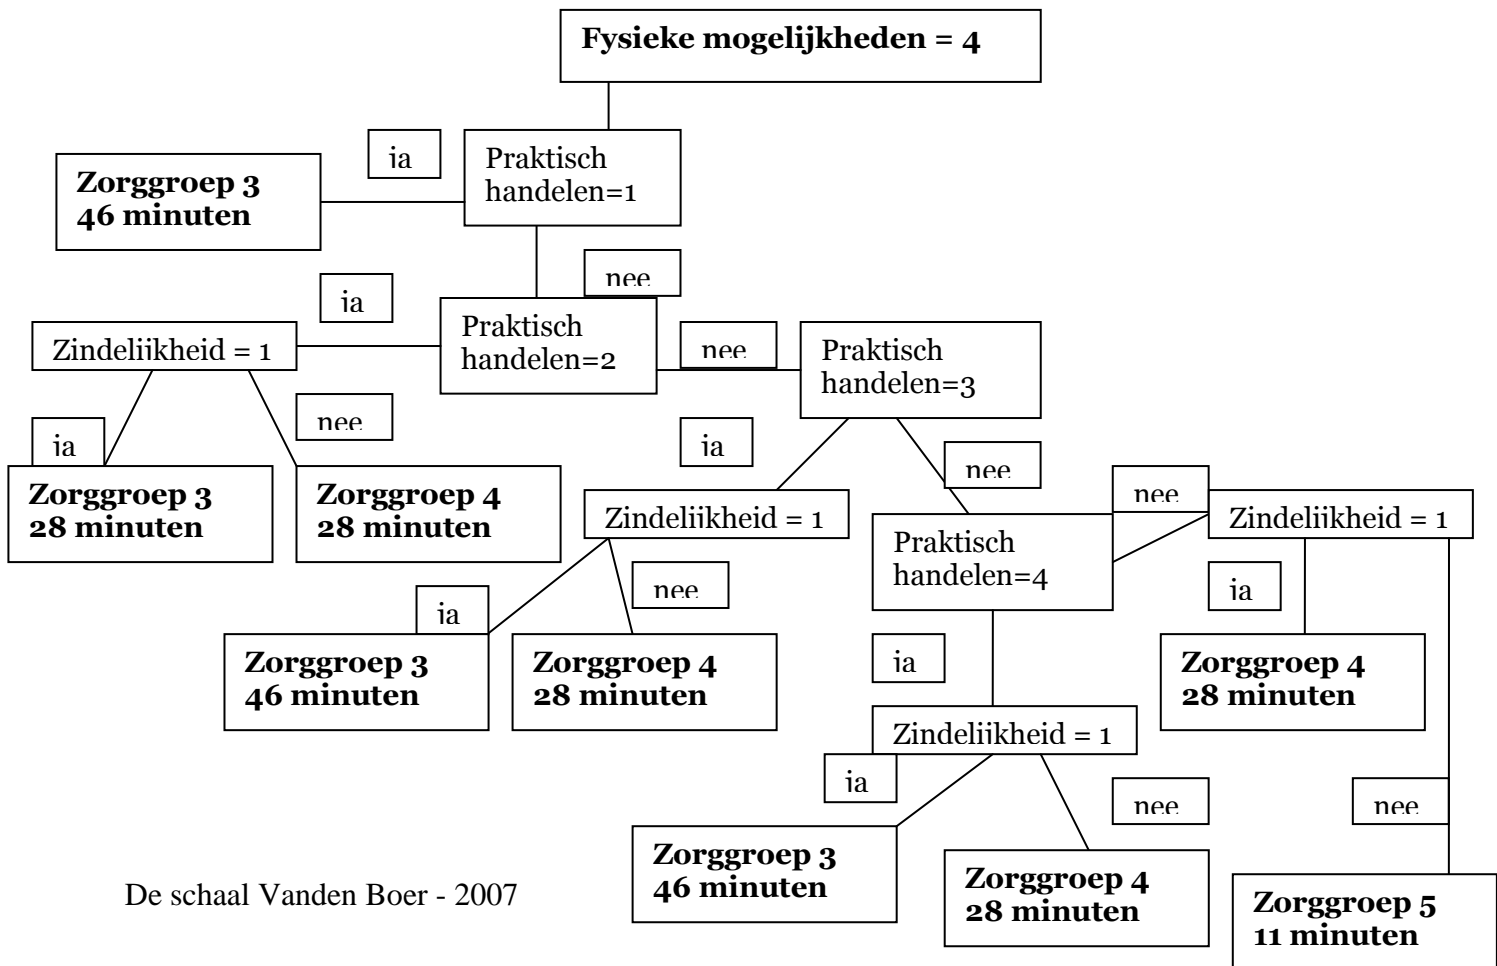 Fysieke mogelijkheden = 4
ja
Praktisch
handelen=1
Zorggroep 3
46 minuten
nee
ja
Praktisch
handelen=2
Zindelijkheid = 1
nee
Praktisch
handelen=3
ja
nee
Zorggroep 3
28 minuten
Zorggroep 4
28 minuten
ja
nee
Zindelijkheid = 1
Praktisch
handelen=4
nee
Zindelijkheid = 1
ja
nee
Zorggroep 3
46 minuten
Zorggroep 4
28 minuten
ja
ja
Zorggroep 4
28 minuten
Zindelijkheid = 1
ja
nee
nee
Zorggroep 3
46 minuten
Zorggroep 4
28 minuten
Zorggroep 5
11 minuten
De schaal Vanden Boer - 2007